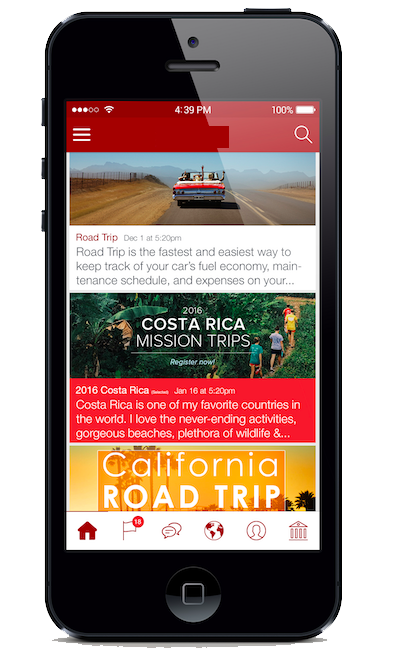 4:39 PM 100%
Road Trip Dec 1 at 5:20pm
Road Trip is the fastest and easiest way to
keep track of your car's fuel economy, main-
tenance schedule, and expenses on your...
2016
COSTA RICA
MISSION TRIPS
Register now!
2016 Costa Rica (Selected) Jan 16 at 5:20pm
Costa Rica is one of my favorite countries in
the world. I love the never-ending activities,
gorgeous beaches, plethora of wildlife &...
California
ROAD TRIP
18